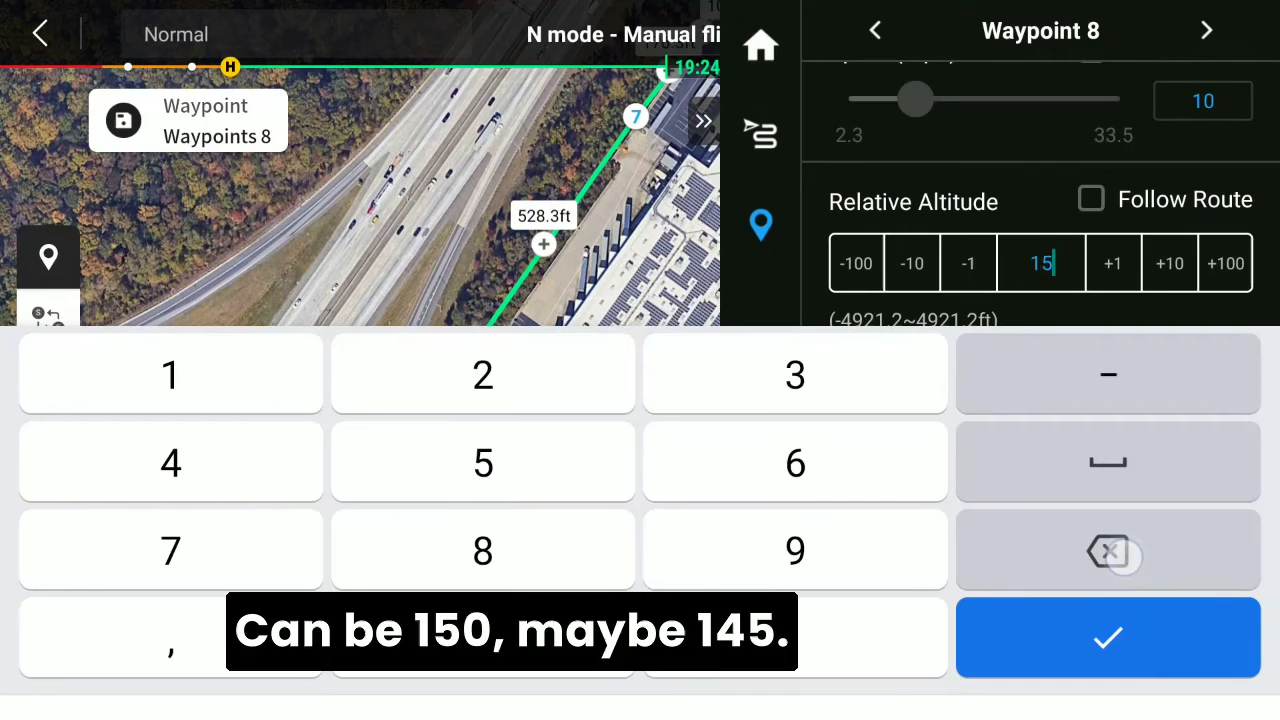 Normal
N mode - Manual fli
19:24
H
Waypoint
Waypoints 8
7
528.3ft
Waypoint 8
10
2.3
33.5
Relative Altitude
Follow Route
-100
-10
-1
15
+1
+10
+100
(-4921.2~4921.2ft)
1
2
3
–
4
5
6
7
8
9
,
Can be 150, maybe 145.